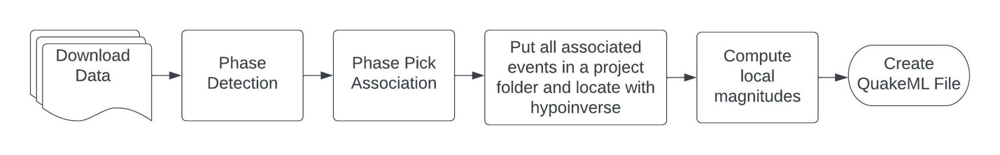 Download
Data
Phase
Detection
Phase Pick
Association
Put all associated
events in a project
folder and locate with
hypoinverse
Compute
local
magnitudes
Create
QuakeML File